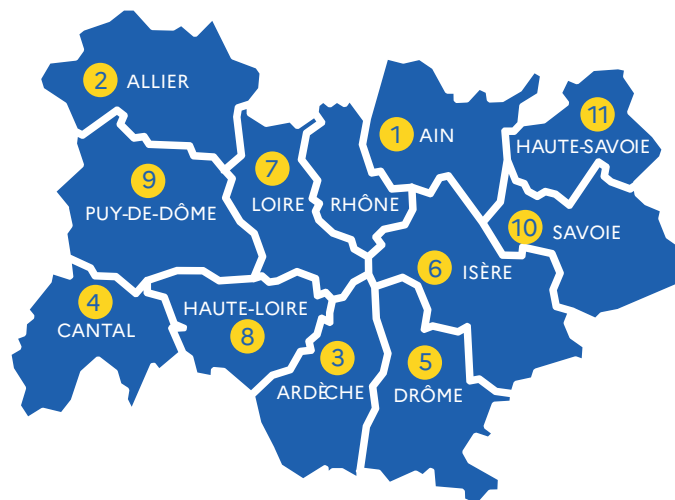 2 ALLIER
1 AIN
11
HAUTE-SAVOIE
9
PUY-DE-DÔME
7
LOIRE
RHÔNE
10 SAVOIE
6 ISÈRE
4
CANTAL
HAUTE-LOIRE
8
3
ARDÈCHE
5
DRÔME